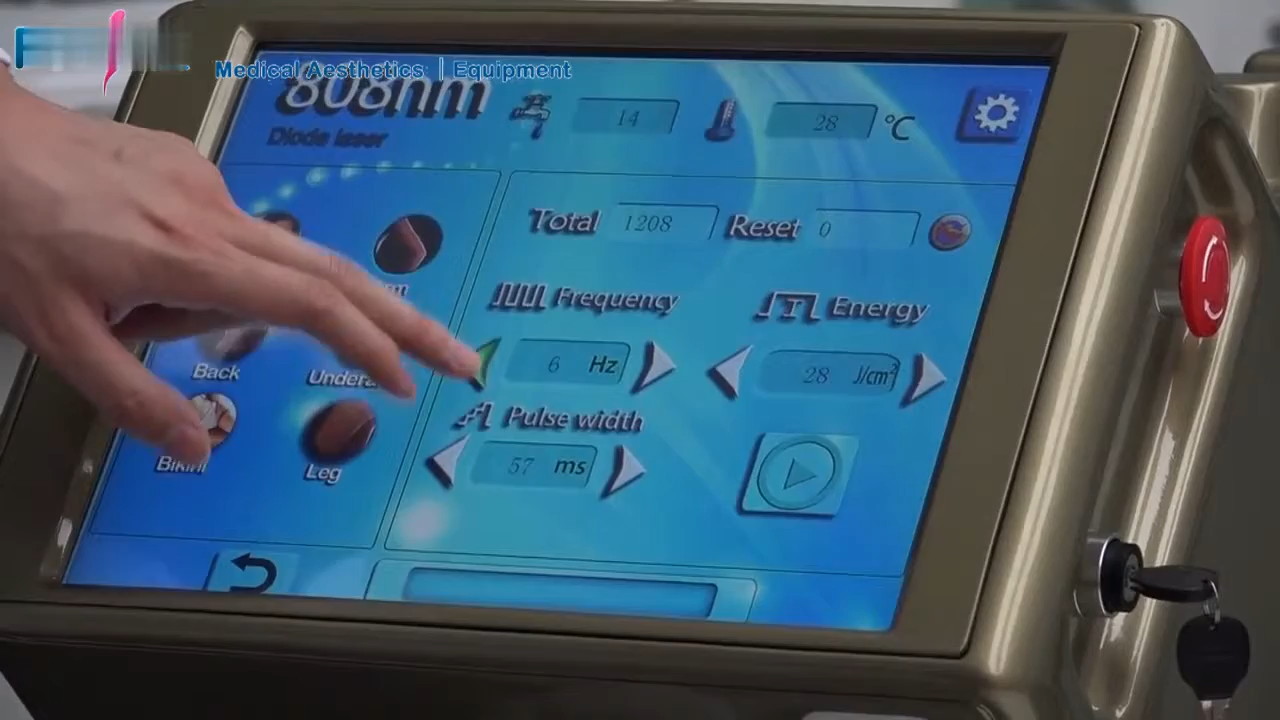 Medical Aesthetics | Equipment
808nm
Diode laser
14
28 °C
Total 1208 Reset 0
Frequency
Energy
6 Hz
28 J/cm²
Back
Pulse width
57 ms
Bikini
Leg